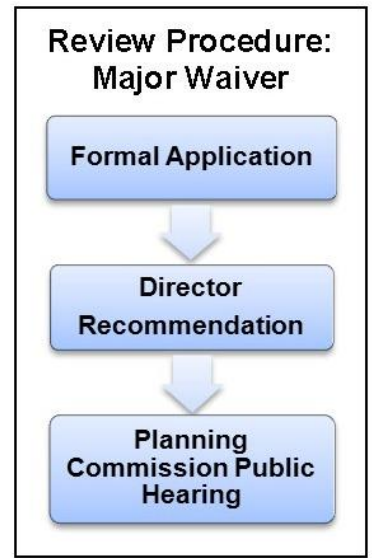 Review Procedure:
Major Waiver
Formal Application
Director
Recommendation
Planning
Commission Public
Hearing